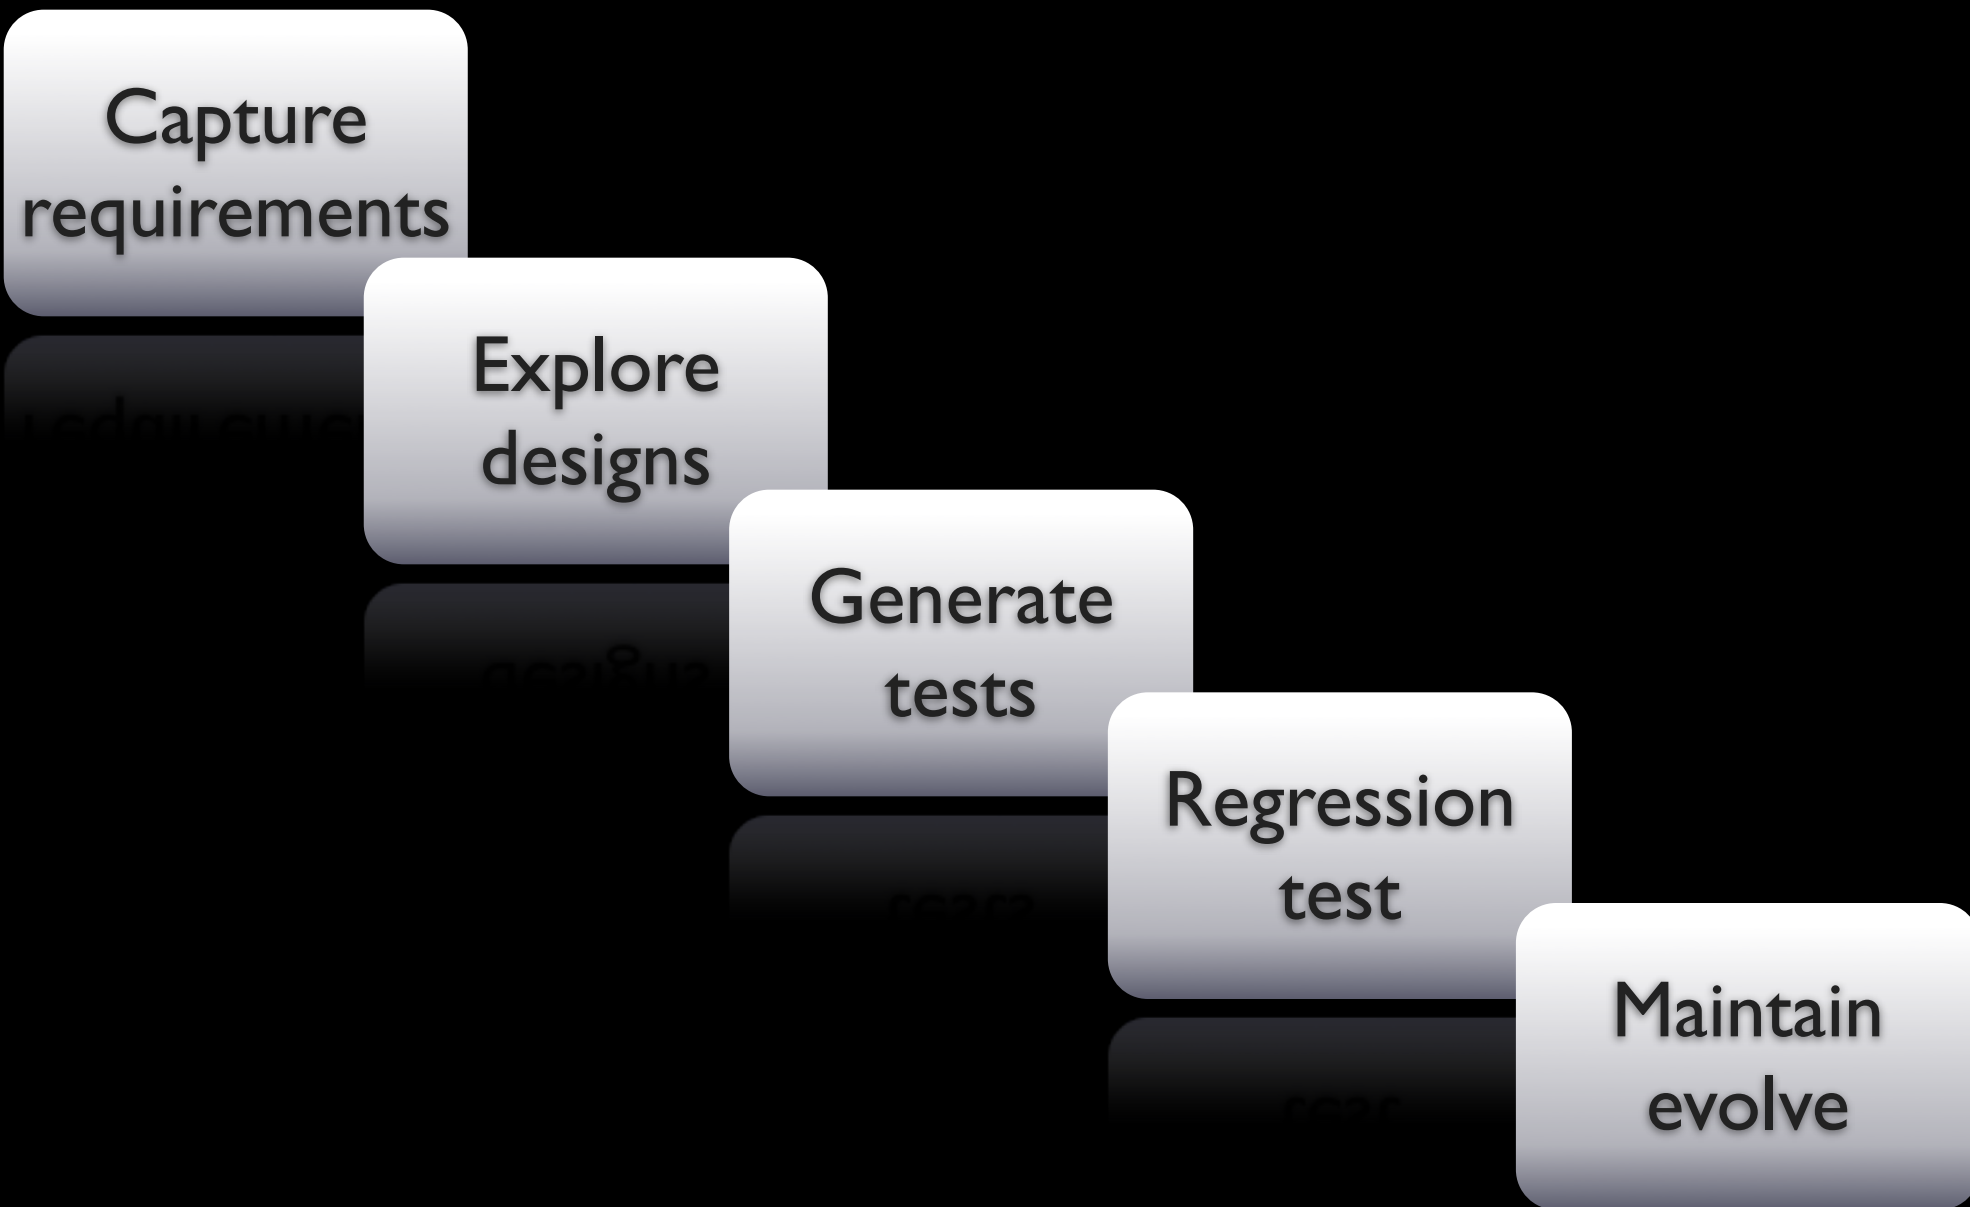 Capture
requirements
Explore
designs
Generate
tests
Regression
test
Maintain
evolve